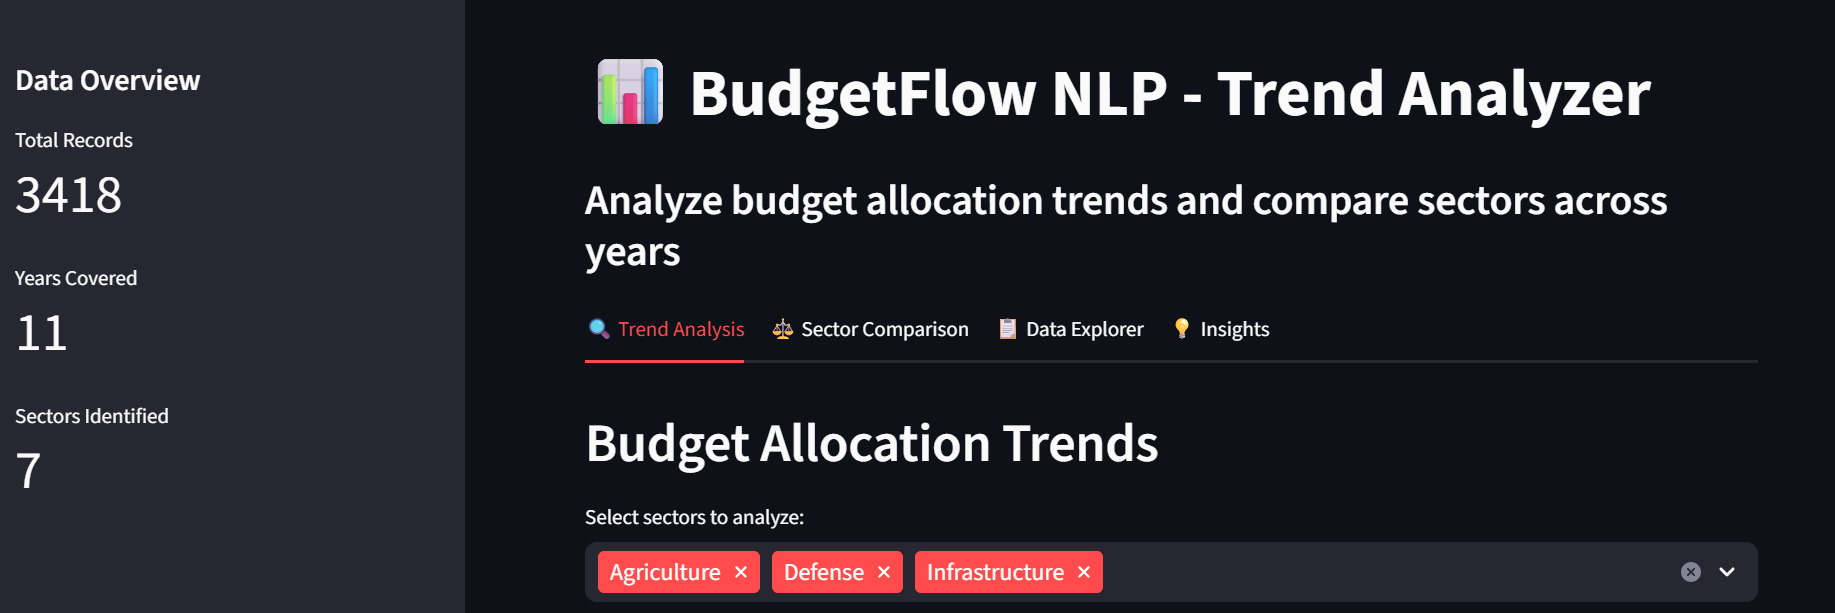 Data Overview
Total Records
3418
Years Covered
11
Sectors Identified
7
BudgetFlow NLP - Trend Analyzer
Analyze budget allocation trends and compare sectors across
years
Trend Analysis Sector Comparison Data Explorer Insights
Budget Allocation Trends
Select sectors to analyze:
Agriculture Defense Infrastructure